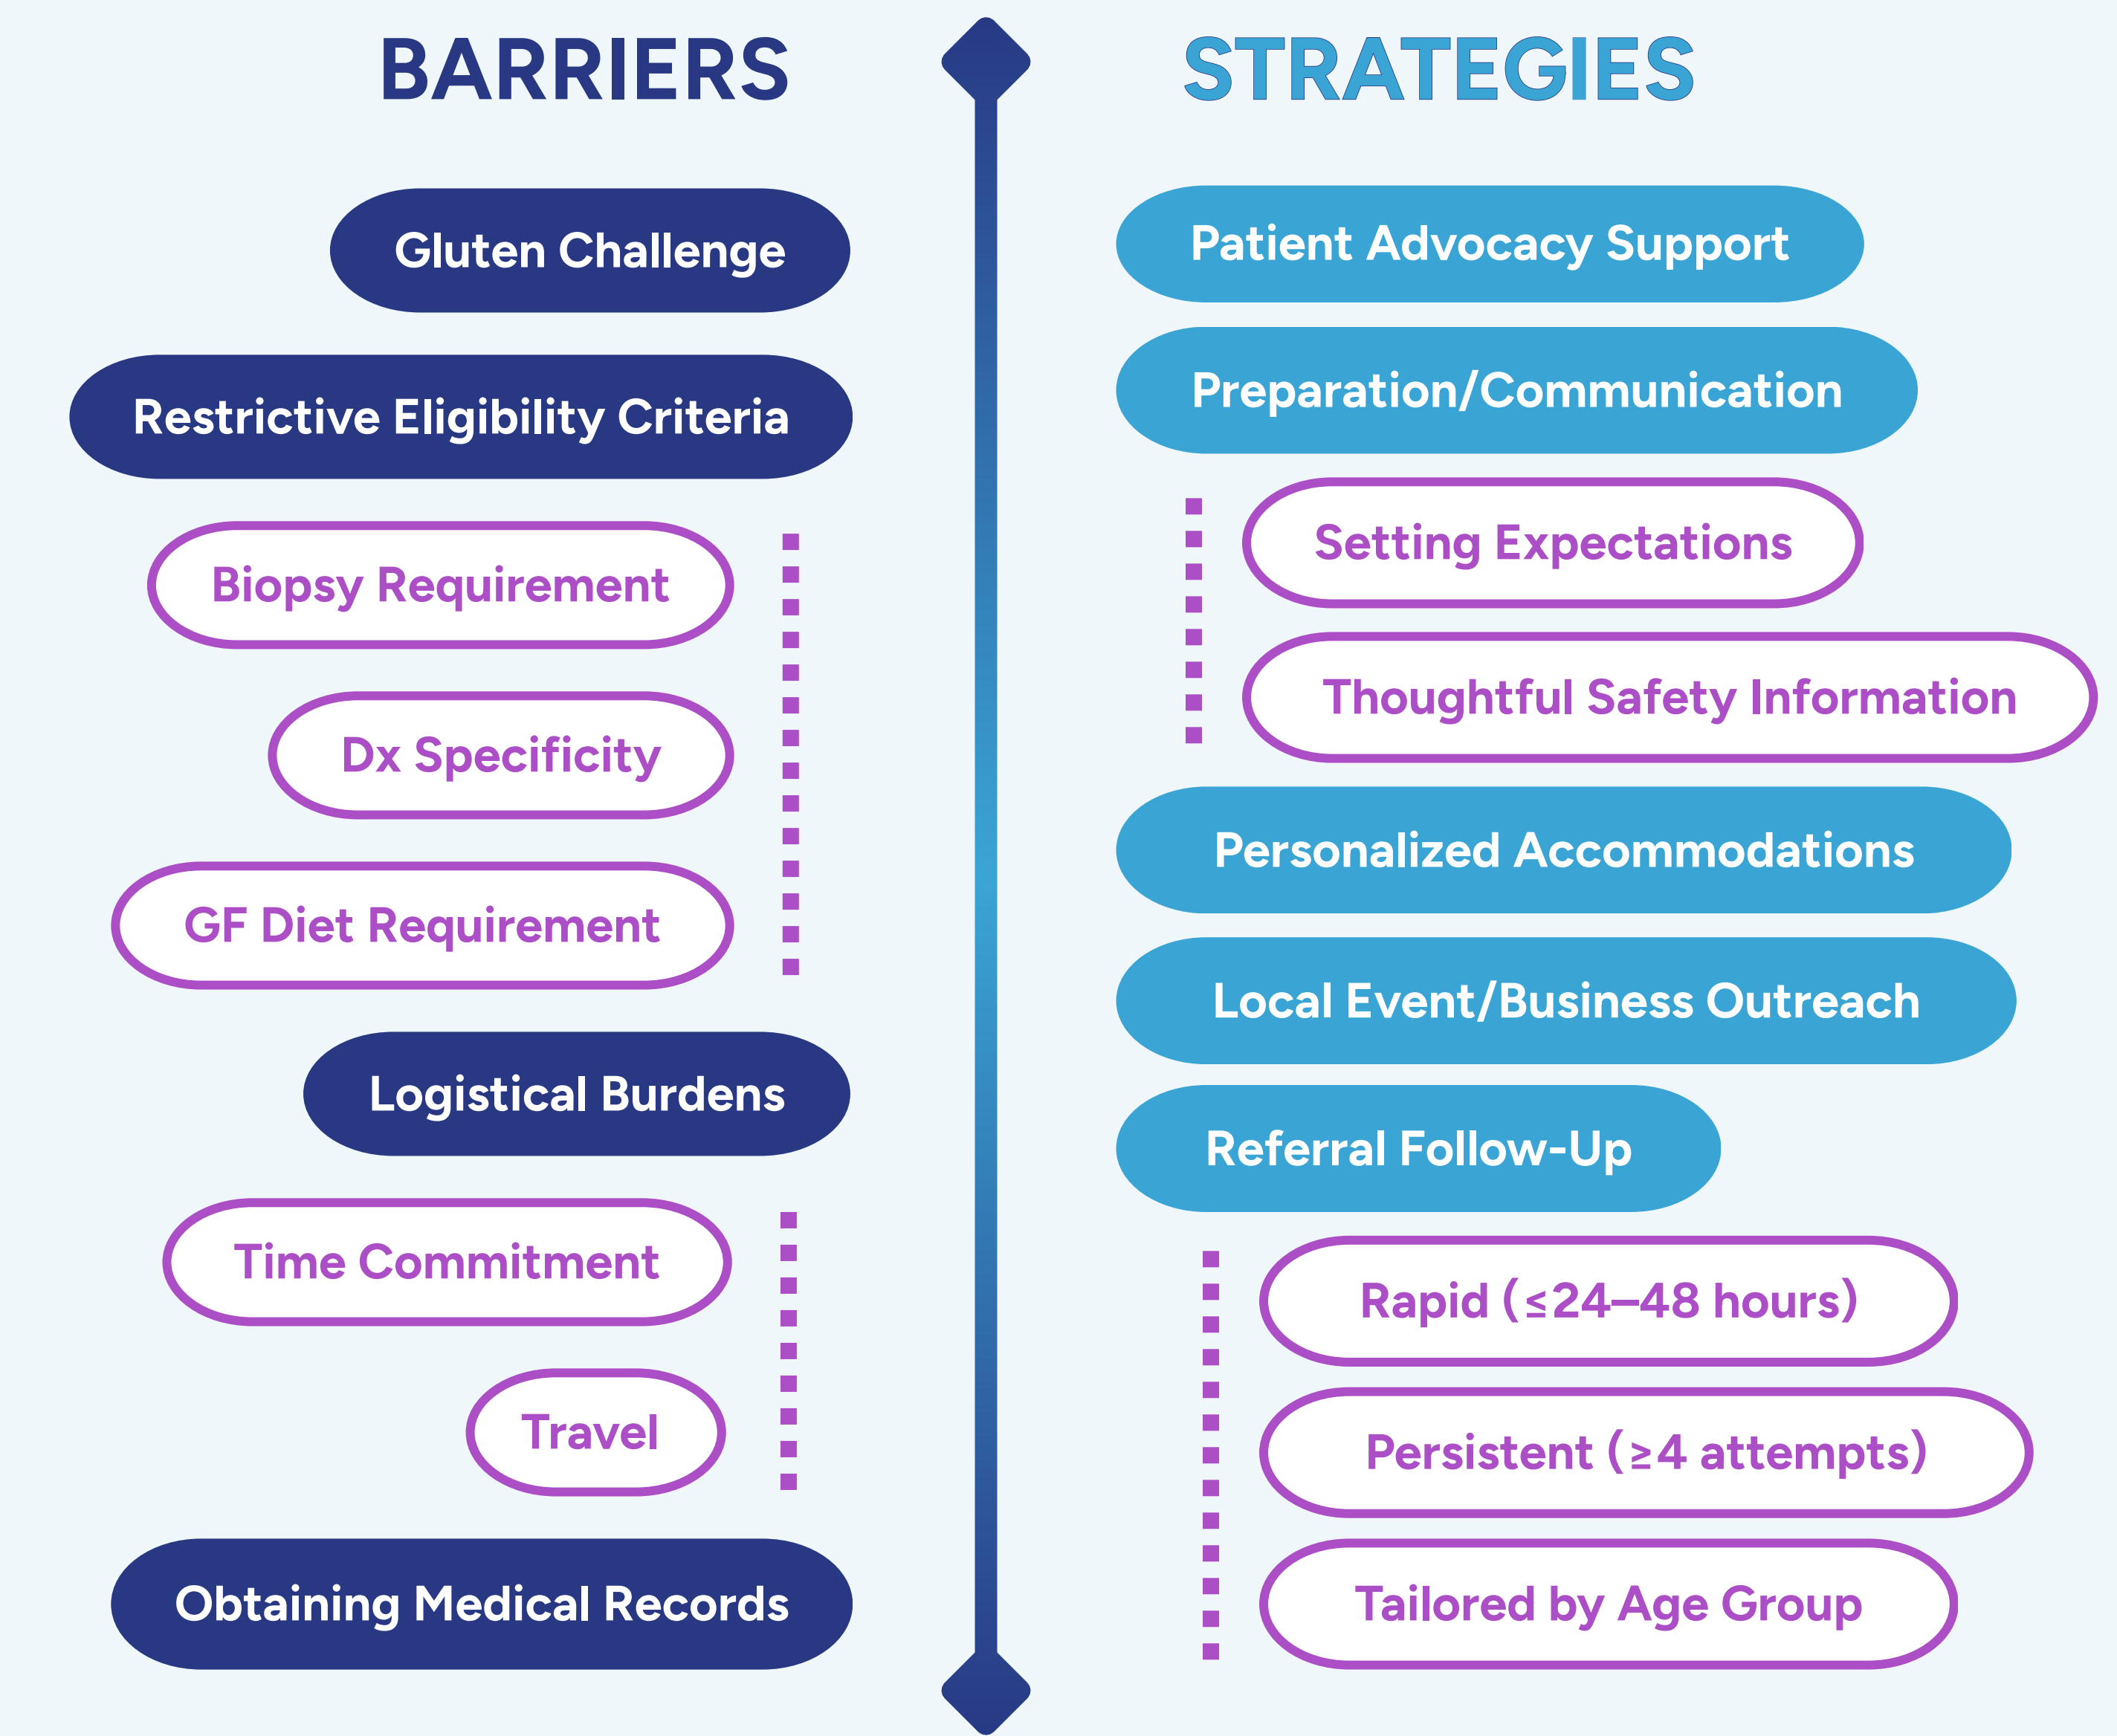 BARRIERS
Gluten Challenge
Restrictive Eligibility Criteria
Biopsy Requirement
Dx Specificity
GF Diet Requirement
Logistical Burdens
Time Commitment
Travel
Obtaining Medical Records
STRATEGIES
Patient Advocacy Support
Preparation/Communication
Setting Expectations
Thoughtful Safety Information
Personalized Accommodations
Local Event/Business Outreach
Referral Follow-Up
Rapid (≤24–48 hours)
Persistent (≥4 attempts)
Tailored by Age Group